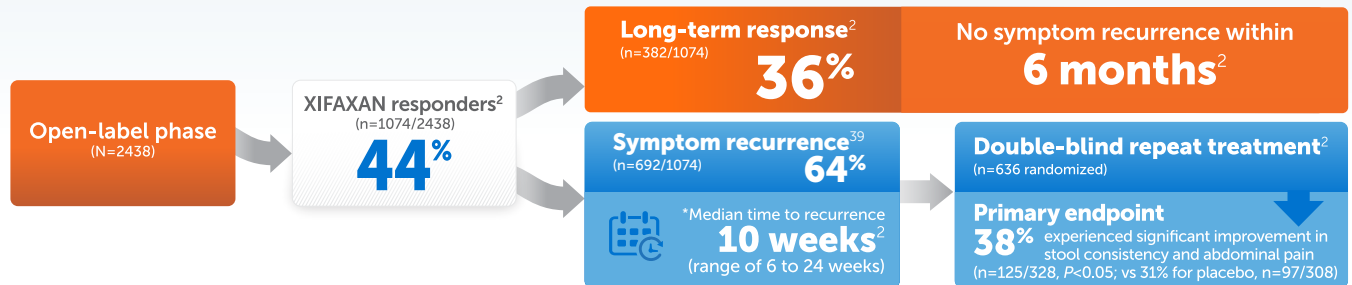 Open-label phase
(N=2438)
XIFAXAN responders2
(n=1074/2438)
44%
Long-term response2
(n=382/1074)
36%
No symptom recurrence within
6 months2
Symptom recurrence39
(n=692/1074)
64%
*Median time to recurrence
10 weeks2
(range of 6 to 24 weeks)
Double-blind repeat treatment2
(n=636 randomized)
Primary endpoint
38% experienced significant improvement in
stool consistency and abdominal pain
(n=125/328, P<0.05; vs 31% for placebo, n=97/308)